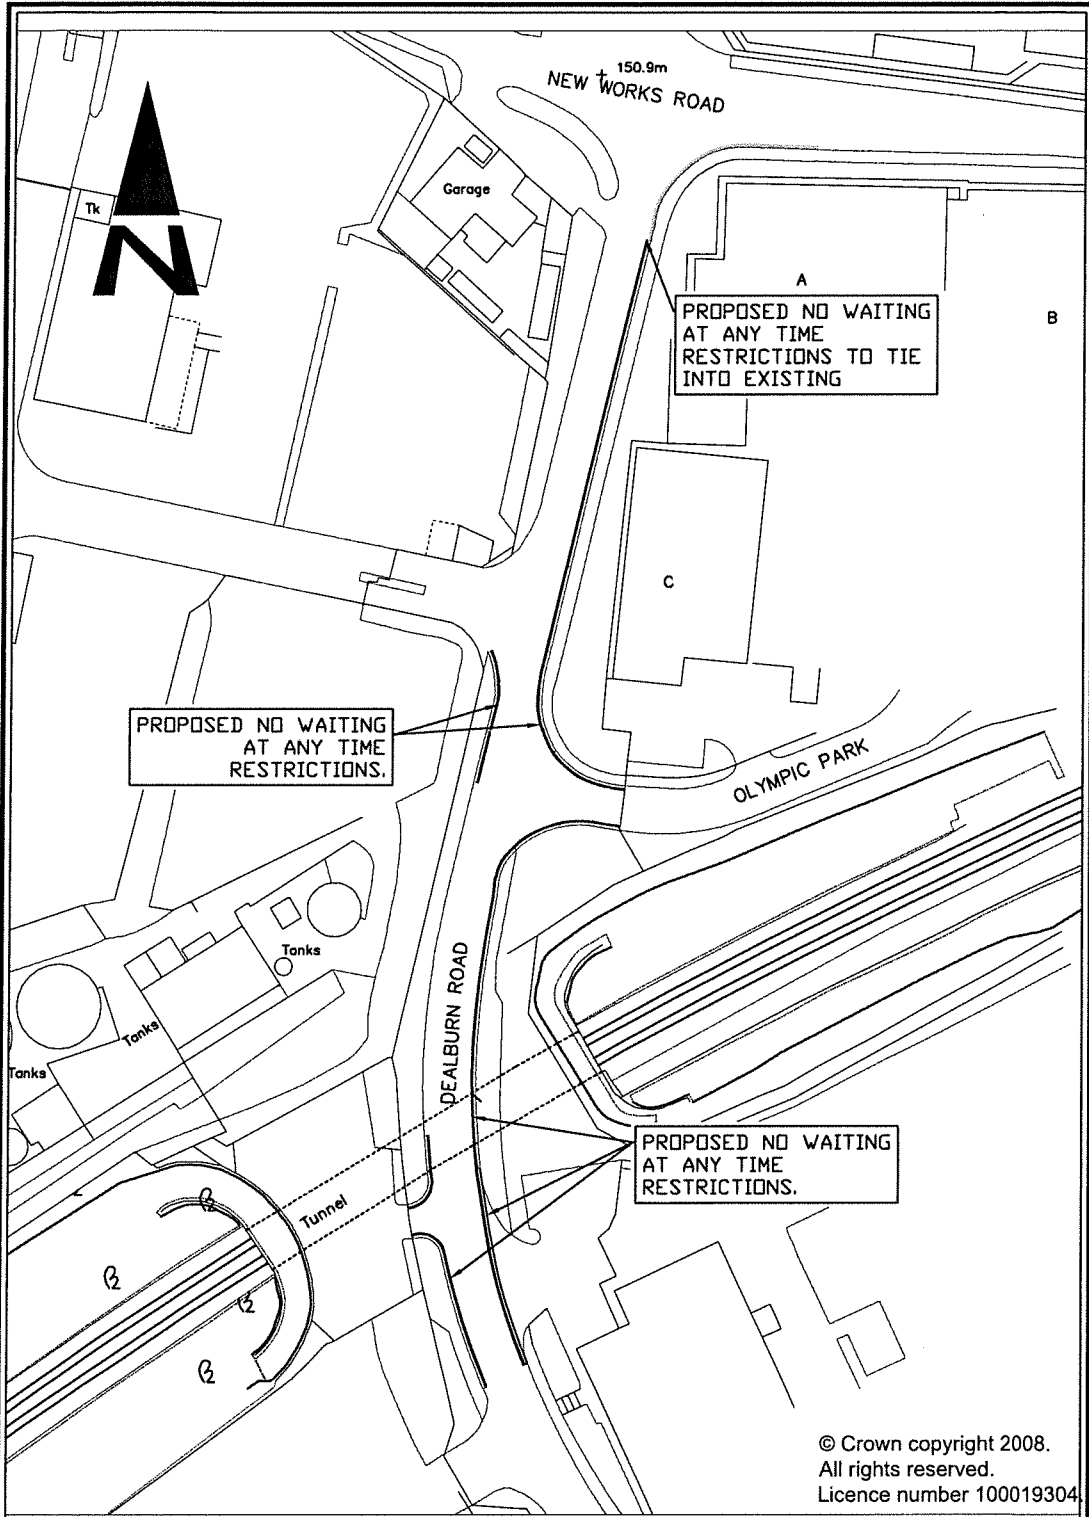 150.9m
NEW WORKS ROAD
Garage
Tk
N
A
B
PROPOSED NO WAITING
AT ANY TIME
RESTRICTIONS TO TIE
INTO EXISTING
C
PROPOSED NO WAITING
AT ANY TIME
RESTRICTIONS.
OLYMPIC PARK
Tanks
DEALBURN ROAD
Tanks
Tanks
PROPOSED NO WAITING
AT ANY TIME
RESTRICTIONS.
Tunnel
© Crown copyright 2008.
All rights reserved.
Licence number 100019304.